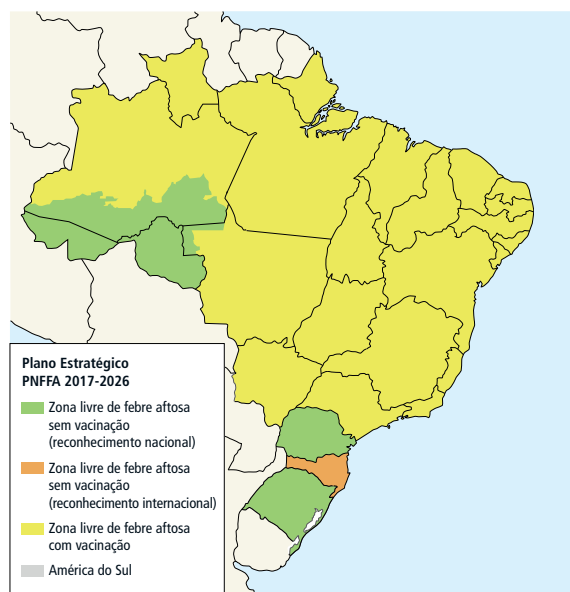 Plano Estratégico
PNFFA 2017-2026
Zona livre de febre aftosa
sem vacinação
(reconhecimento nacional)
Zona livre de febre aftosa
sem vacinação
(reconhecimento internacional)
Zona livre de febre aftosa
com vacinação
América do Sul